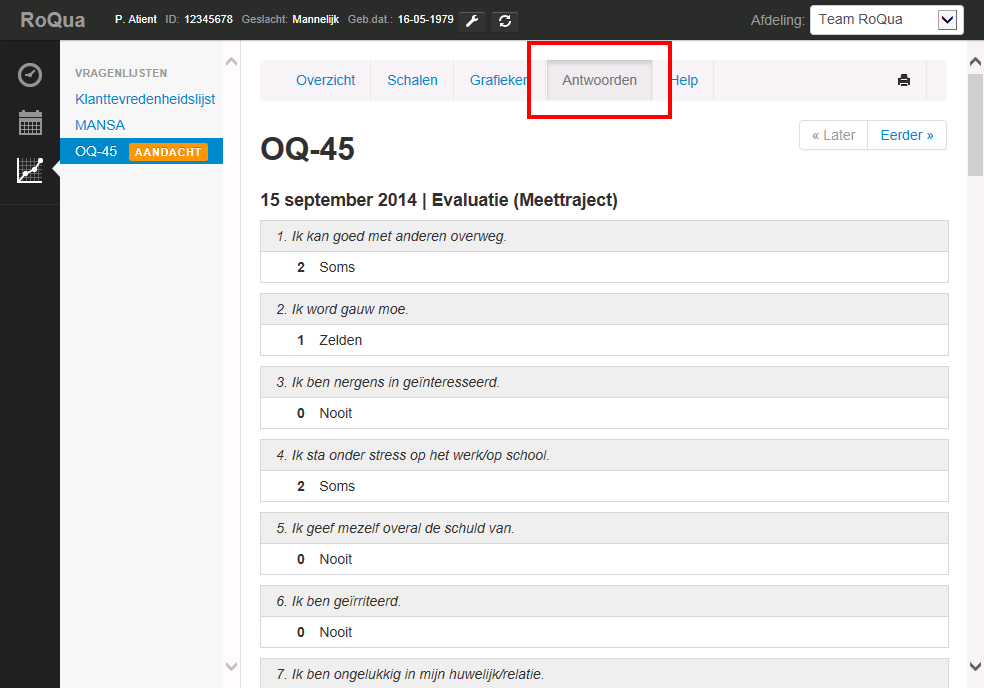 RoQua P. Atient ID: 12345678 Geslacht: Mannelijk Geb.dat.: 16-05-1979 Afdeling: Team RoQua
VRAGENLIJSTEN
Klanttevredenheidslijst
MANSA
OQ-45 AANDACHT
Overzicht Schalen Grafieken Antwoorden Help
« Later Eerder »
OQ-45
15 september 2014 | Evaluatie (Meettraject)
1. Ik kan goed met anderen overweg.
2 Soms
2. Ik word gauw moe.
1 Zelden
3. Ik ben nergens in geïnteresseerd.
0 Nooit
4. Ik sta onder stress op het werk/op school.
2 Soms
5. Ik geef mezelf overal de schuld van.
0 Nooit
6. Ik ben geïrriteerd.
0 Nooit
7. Ik ben ongelukkig in mijn huwelijk/relatie.